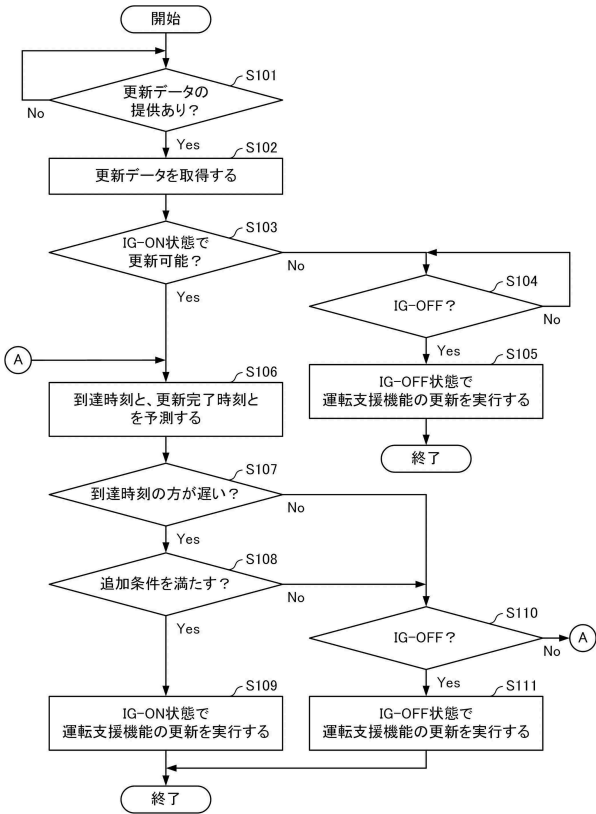 開始
S101
更新データの
提供あり？
No
Yes
S102
更新データを取得する
S103
IG-ON状態で
更新可能？
No
Yes
S104
IG-OFF？
No
Yes
S105
IG-OFF状態で
運転支援機能の更新を実行する
終了
A
S106
到達時刻と、更新完了時刻と
を予測する
S107
到達時刻の方が遅い？
No
Yes
S108
追加条件を満たす？
No
Yes
S110
IG-OFF？
No
A
Yes
S109
IG-ON状態で
運転支援機能の更新を実行する
S111
IG-OFF状態で
運転支援機能の更新を実行する
終了